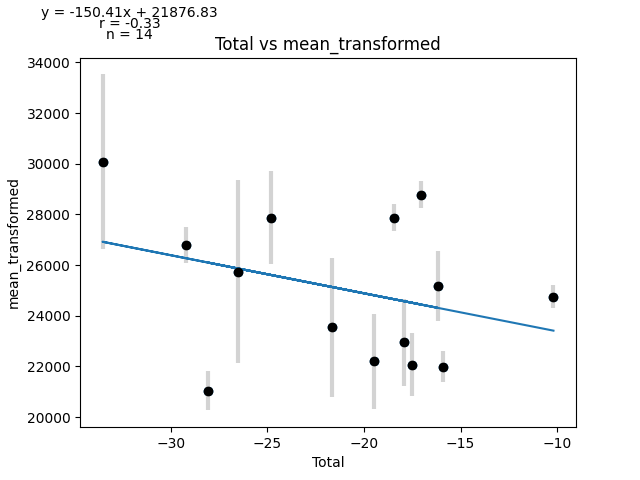 y = -150.41x + 21876.83
r = -0.33
n = 14
Total vs mean_transformed
34000
32000
30000
28000
26000
24000
22000
20000
mean_transformed
−30
−25
−20
−15
−10
Total